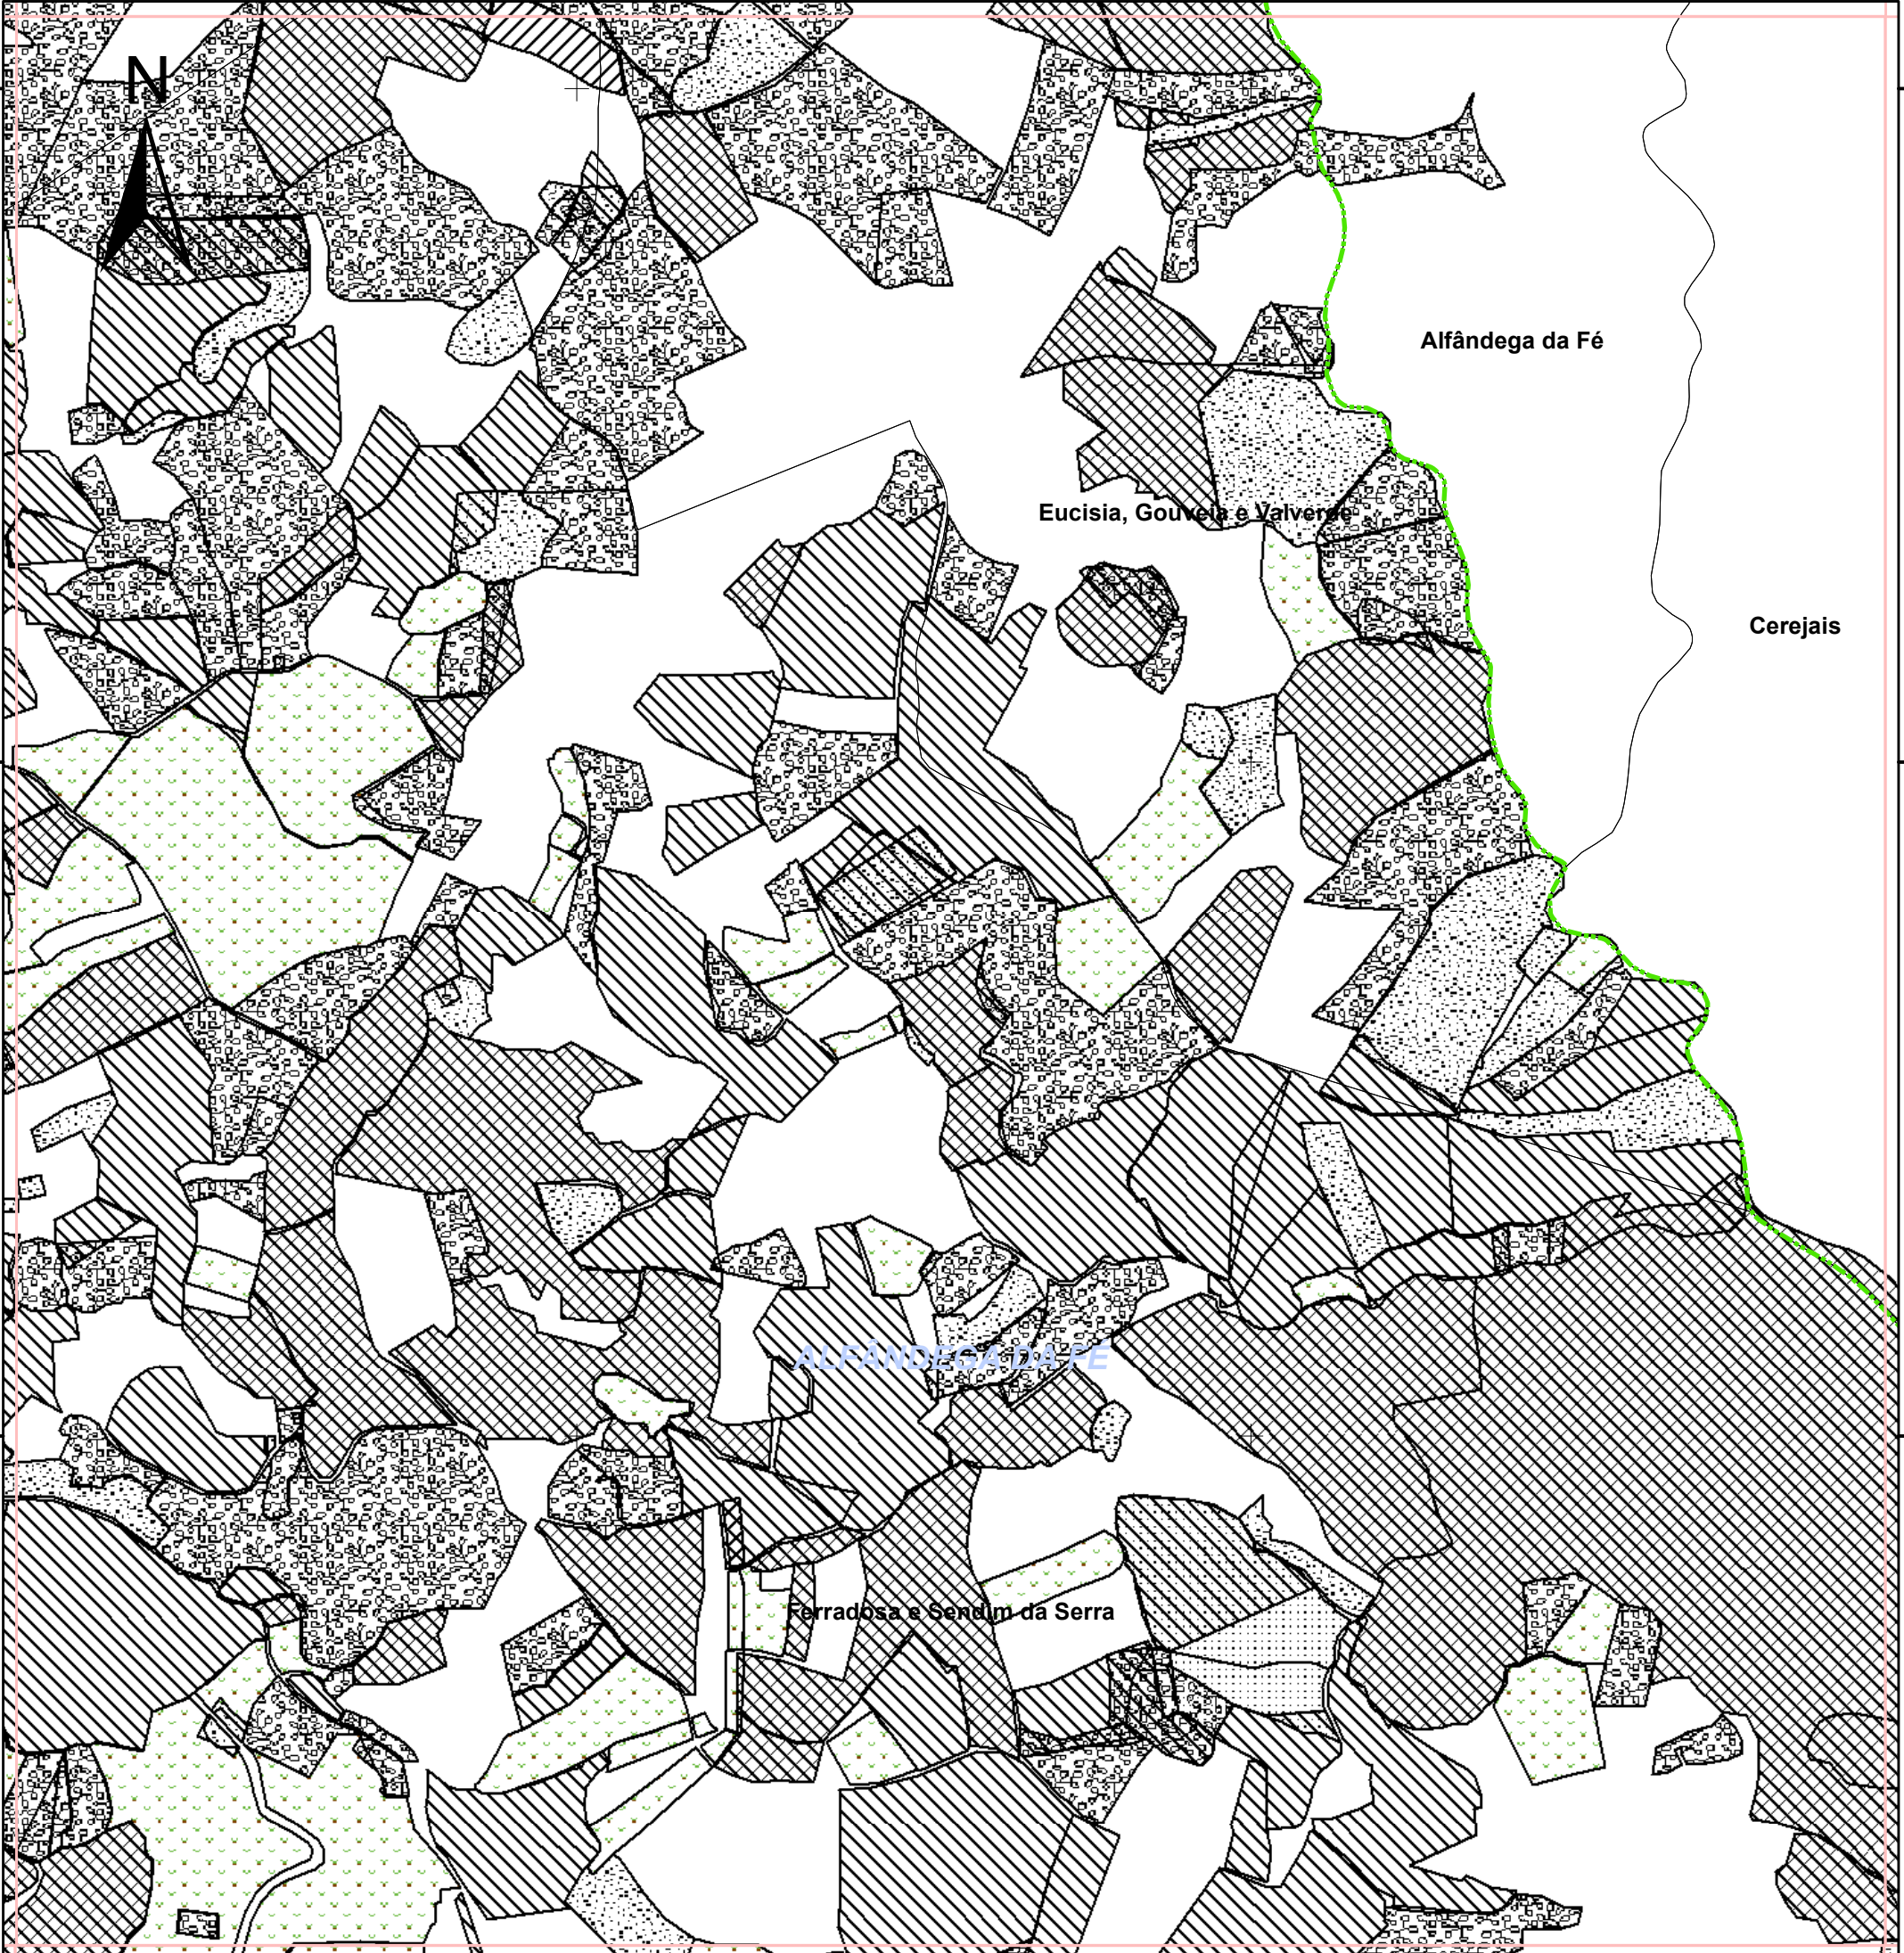 N
Alfândega da Fé
Eucisia, Gouveia e Valverde
Cerejais
ALFÂNDEGA DA FÉ
Ferradosa e Sendim da Serra